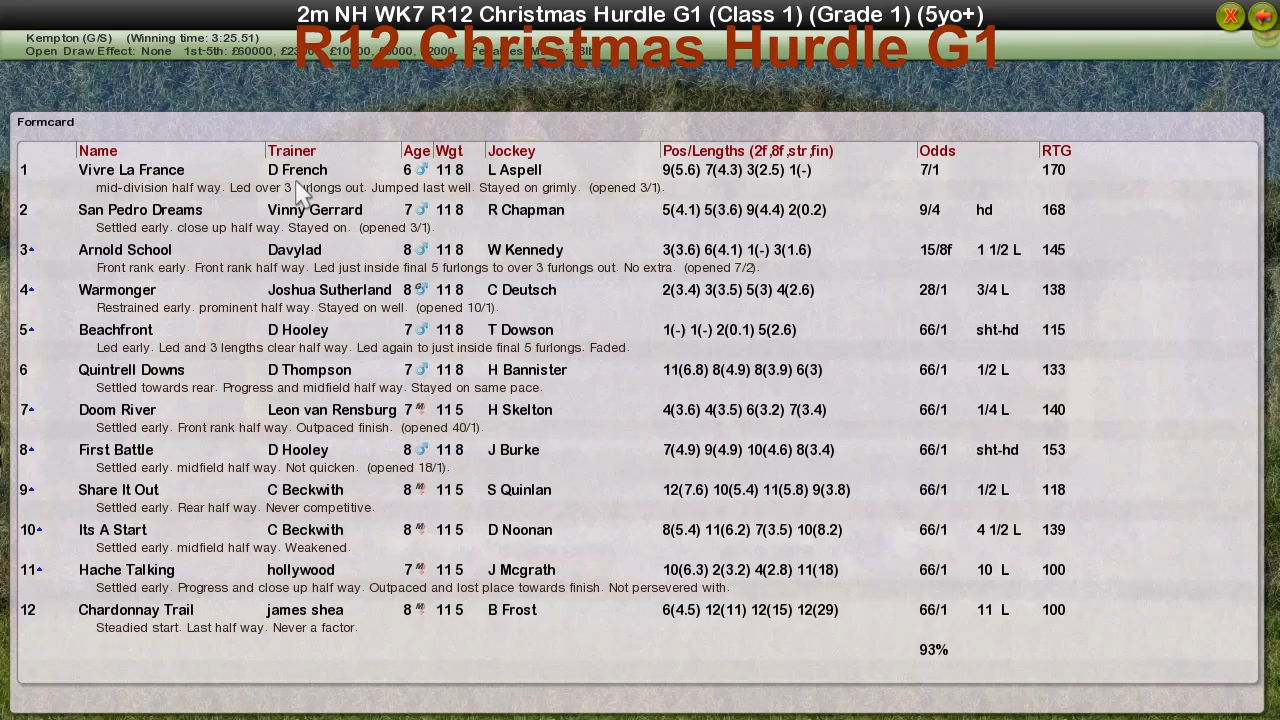 2m NH WK7 R12 Christmas Hurdle G1 (Class 1) (Grade 1) (5yo+)
Kempton (G/S) (Winning time: 3:25.51)
Open Draw Effect: None 1st-5th: £60000,
R12 Christmas Hurdle G1
Formcard
Name Trainer Age Wgt Jockey Pos/Lengths (2f,8f,str,fin) Odds RTG
1 Vivre La France D French 6 11 8 L Aspell 9(5.6) 7(4.3) 3(2.5) 1(-) 7/1 170
mid-division half way. Led over 3 furlongs out. Jumped last well. Stayed on grimly. (opened 3/1).
2 San Pedro Dreams Vinny Gerrard 7 11 8 R Chapman 5(4.1) 5(3.6) 9(4.4) 2(0.2) 9/4 hd 168
Settled early. close up half way. Stayed on. (opened 3/1).
3 Arnold School Davylad 8 11 8 W Kennedy 3(3.6) 6(4.1) 1(-) 3(1.6) 15/8f 1 1/2 L 145
Front rank early. Front rank half way. Led just inside final 5 furlongs to over 3 furlongs out. No extra. (opened 7/2).
4 Warmonger Joshua Sutherland 8 11 8 C Deutsch 2(3.4) 3(3.5) 5(3) 4(2.6) 28/1 3/4 L 138
Restrained early. prominent half way. Stayed on well. (opened 10/1).
5 Beachfront D Hooley 7 11 8 T Dowson 1(-) 1(-) 2(0.1) 5(2.6) 66/1 sht-hd 115
Led early. Led and 3 lengths clear half way. Led again to just inside final 5 furlongs. Faded.
6 Quintrell Downs D Thompson 7 11 8 H Bannister 11(6.8) 8(4.9) 8(3.9) 6(3) 66/1 1/2 L 133
Settled towards rear. Progress and midfield half way. Stayed on same pace.
7 Doom River Leon van Rensburg 7 11 5 H Skelton 4(3.6) 4(3.5) 6(3.2) 7(3.4) 66/1 1/4 L 140
Settled early. Front rank half way. Outpaced finish. (opened 40/1).
8 First Battle D Hooley 8 11 8 J Burke 7(4.9) 9(4.9) 10(4.6) 8(3.4) 66/1 sht-hd 153
Settled early. midfield half way. Not quicken. (opened 18/1).
9 Share It Out C Beckwith 8 11 5 S Quinlan 12(7.6) 10(5.4) 11(5.8) 9(3.8) 66/1 1/2 L 118
Settled early. Rear half way. Never competitive.
10 Its A Start C Beckwith 8 11 5 D Noonan 8(5.4) 11(6.2) 7(3.5) 10(8.2) 66/1 4 1/2 L 139
Settled early. midfield half way. Weakened.
11 Hache Talking hollywood 7 11 5 J Mcgrath 10(6.3) 2(3.2) 4(2.8) 11(18) 66/1 10 L 100
Settled early. Progress and close up half way. Outpaced and lost place towards finish. Not persevered with.
12 Chardonnay Trail james shea 8 11 5 B Frost 6(4.5) 12(11) 12(15) 12(29) 66/1 11 L 100
Steadied start. Last half way. Never a factor.
93%